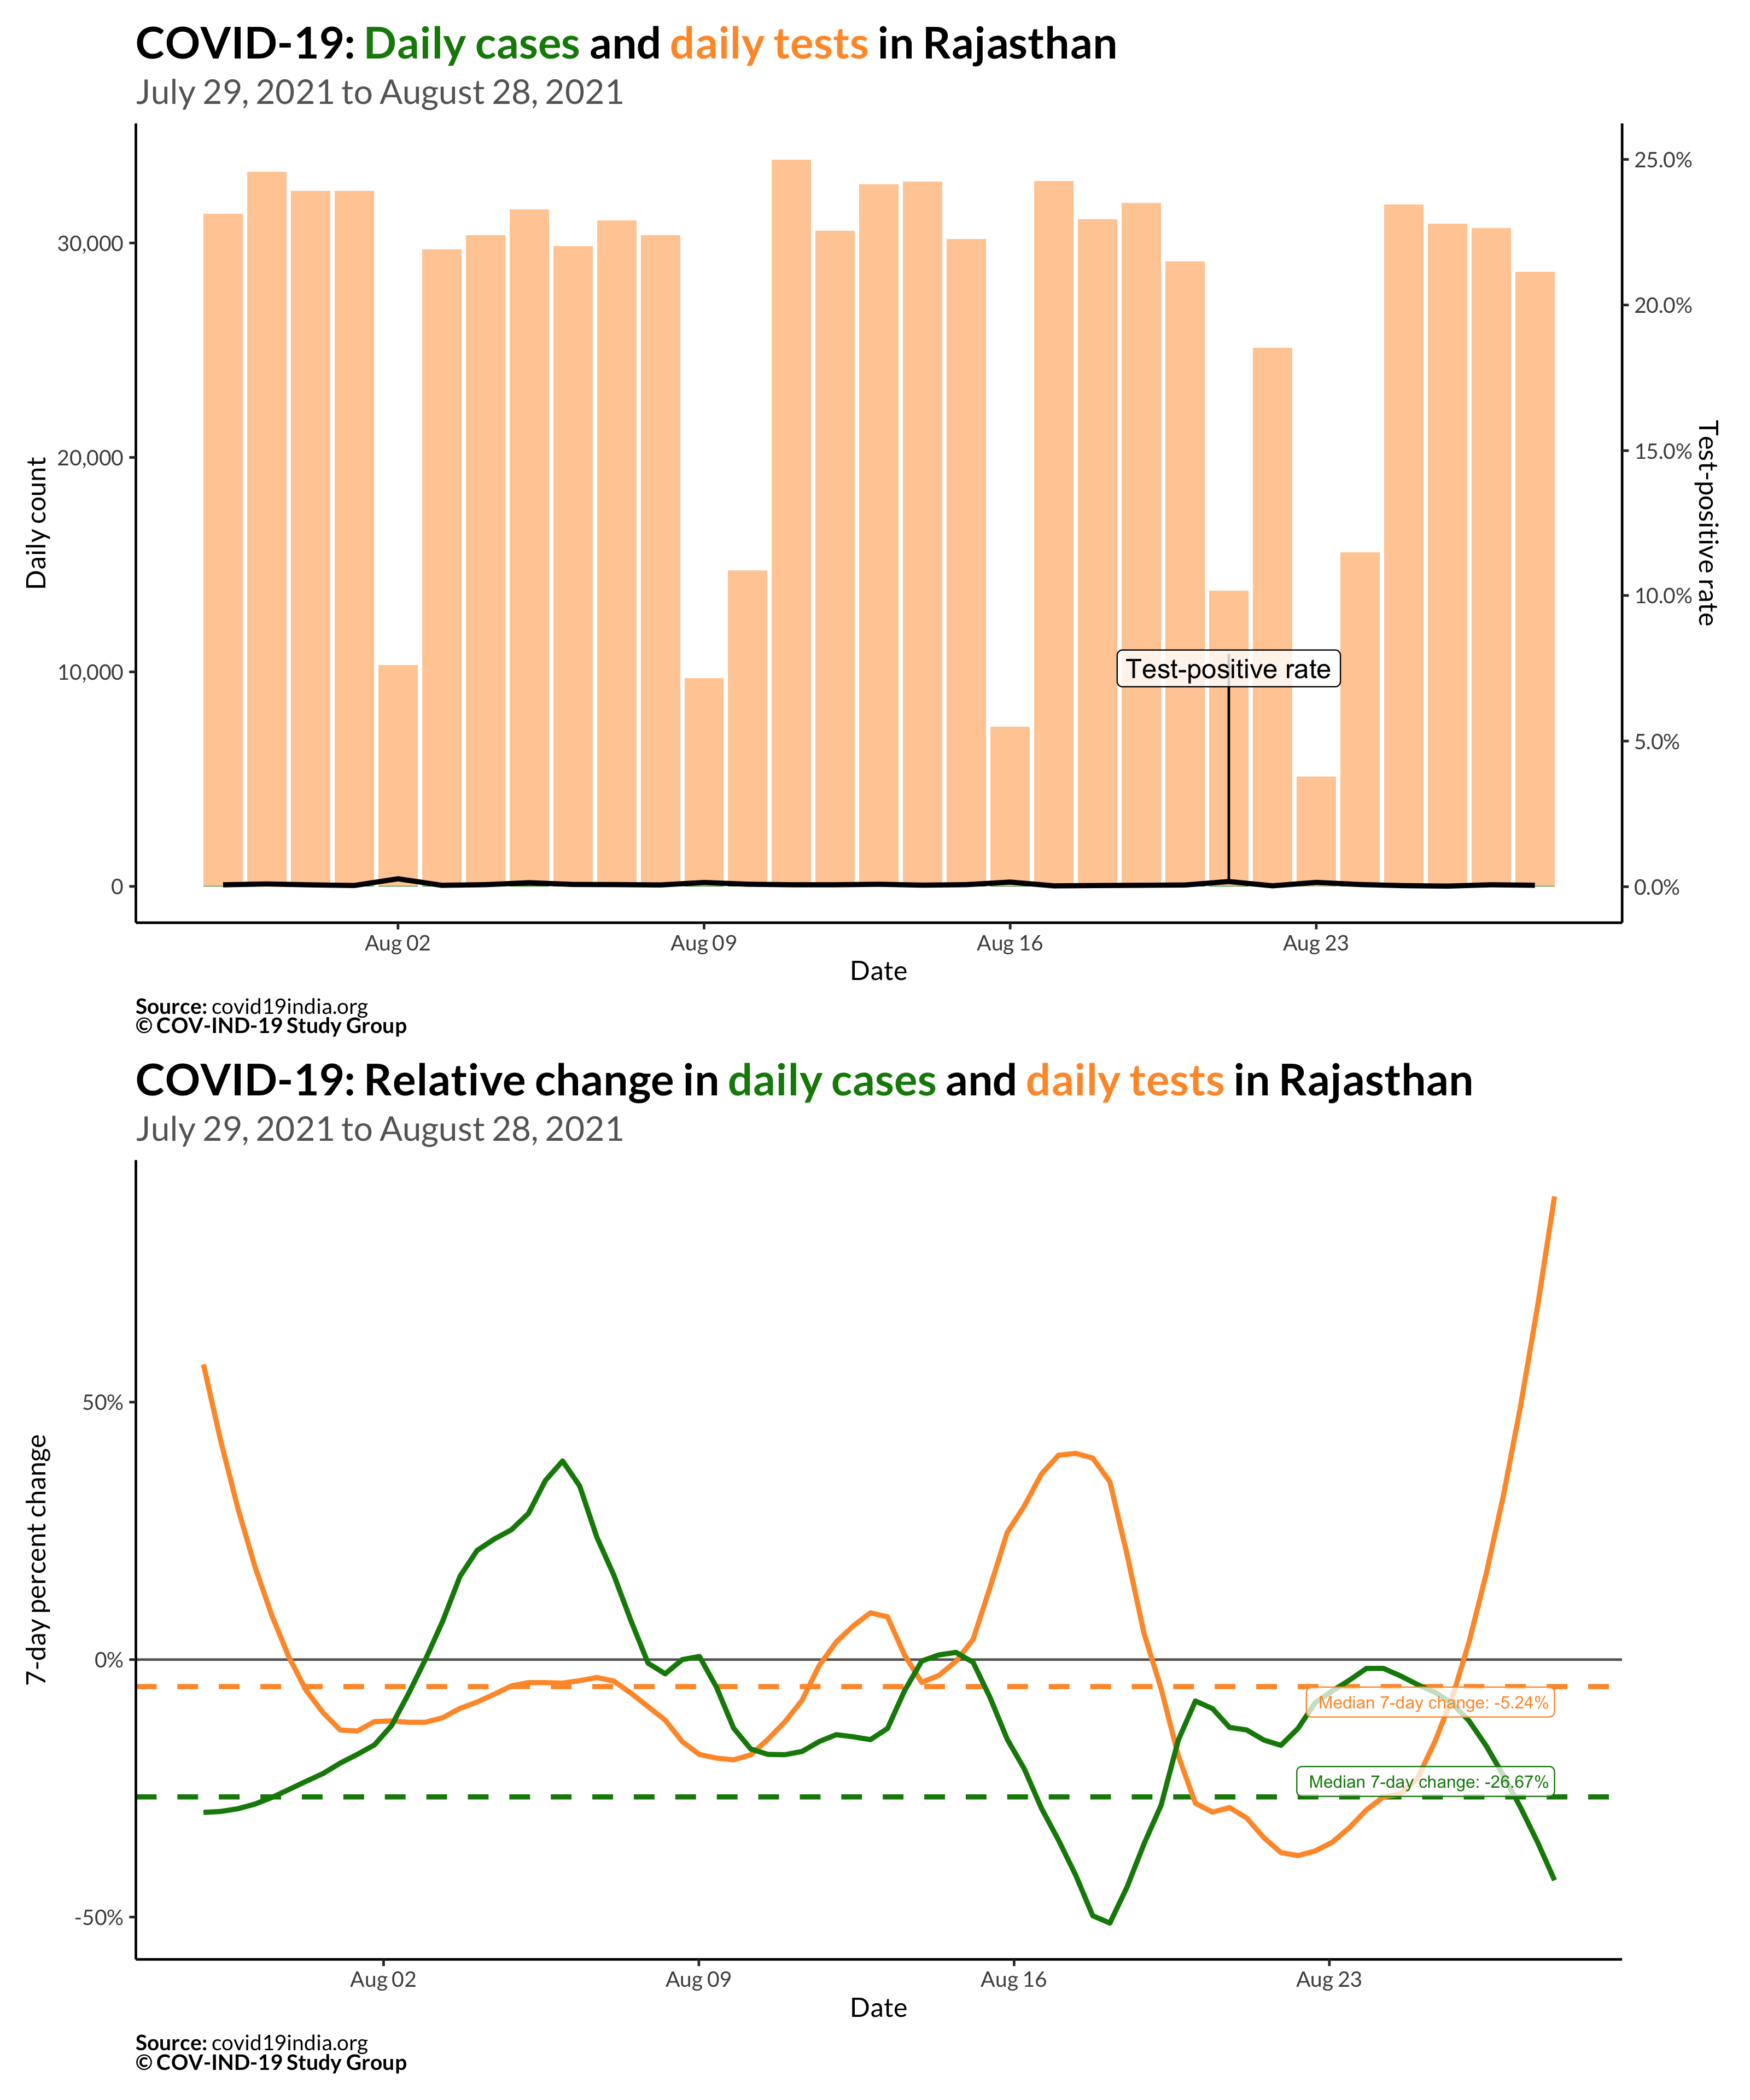 COVID-19: Daily cases and daily tests in Rajasthan
July 29, 2021 to August 28, 2021
25.0%
30,000
20.0%
20,000
15.0%
Daily count
Test-positive rate
10.0%
10,000
Test-positive rate
5.0%
0
0.0%
Aug 02
Aug 09
Aug 16
Aug 23
Date
Source: covid19india.org
© COV-IND-19 Study Group
COVID-19: Relative change in daily cases and daily tests in Rajasthan
July 29, 2021 to August 28, 2021
50%
7-day percent change
0%
Median 7-day change: -5.24%
Median 7-day change: -26.67%
-50%
Aug 02
Aug 09
Aug 16
Aug 23
Date
Source: covid19india.org
© COV-IND-19 Study Group